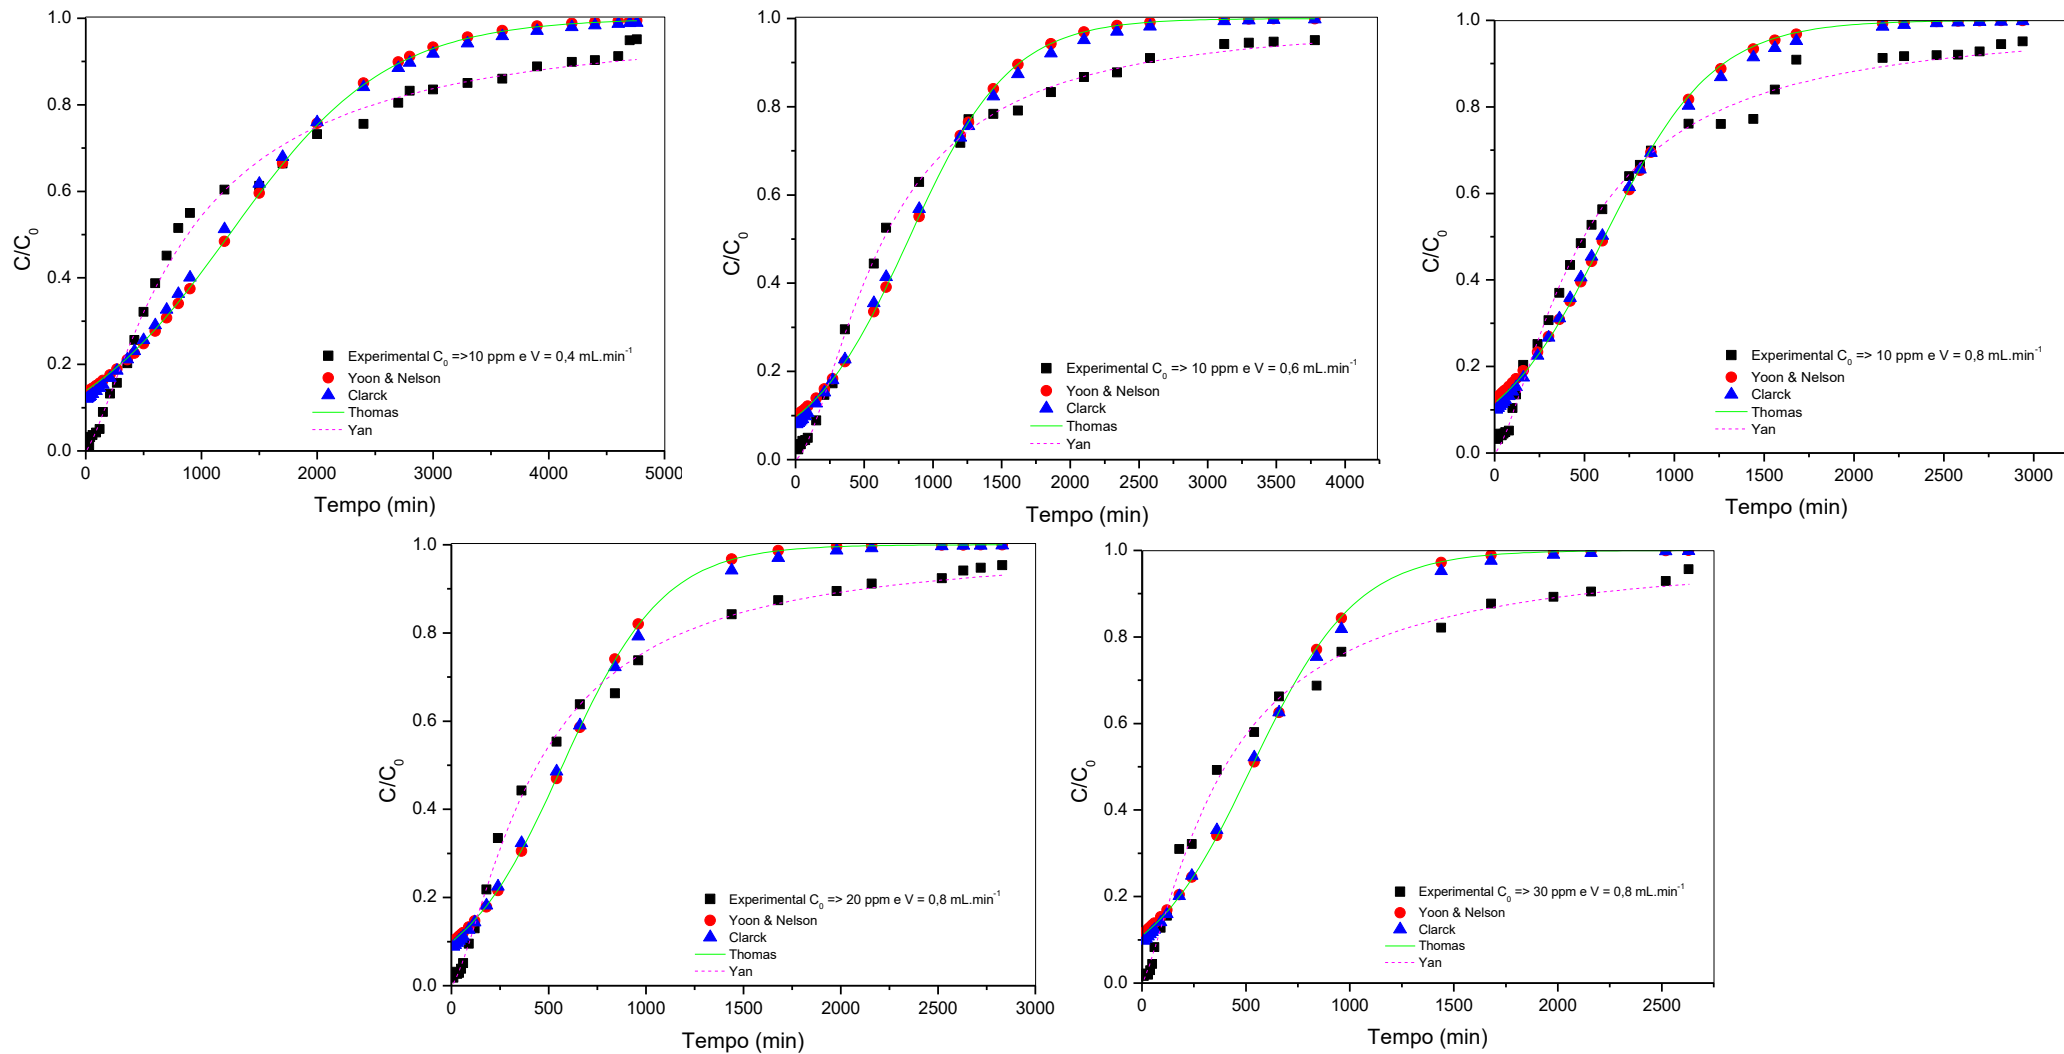 1.0
0.8
0.6
0.4
0.2
0.0
C/C₀
Experimental C₀ =>10 ppm e V = 0,4 mL.min⁻¹
Yoon & Nelson
Clarck
Thomas
Yan
0 1000 2000 3000 4000 5000
Tempo (min)
1.0
0.8
0.6
0.4
0.2
0.0
C/C₀
Experimental C₀ => 10 ppm e V = 0,6 mL.min⁻¹
Yoon & Nelson
Clarck
Thomas
Yan
0 500 1000 1500 2000 2500 3000 3500 4000
Tempo (min)
1.0
0.8
0.6
0.4
0.2
0.0
C/C₀
Experimental C₀ => 10 ppm e V = 0,8 mL.min⁻¹
Yoon & Nelson
Clarck
Thomas
Yan
0 500 1000 1500 2000 2500 3000
Tempo (min)
1.0
0.8
0.6
0.4
0.2
0.0
C/C₀
Experimental C₀ => 20 ppm e V = 0,8 mL.min⁻¹
Yoon & Nelson
Clarck
Thomas
Yan
0 500 1000 1500 2000 2500 3000
Tempo (min)
1.0
0.8
0.6
0.4
0.2
0.0
C/C₀
Experimental C₀ => 30 ppm e V = 0,8 mL.min⁻¹
Yoon & Nelson
Clarck
Thomas
Yan
0 500 1000 1500 2000 2500
Tempo (min)